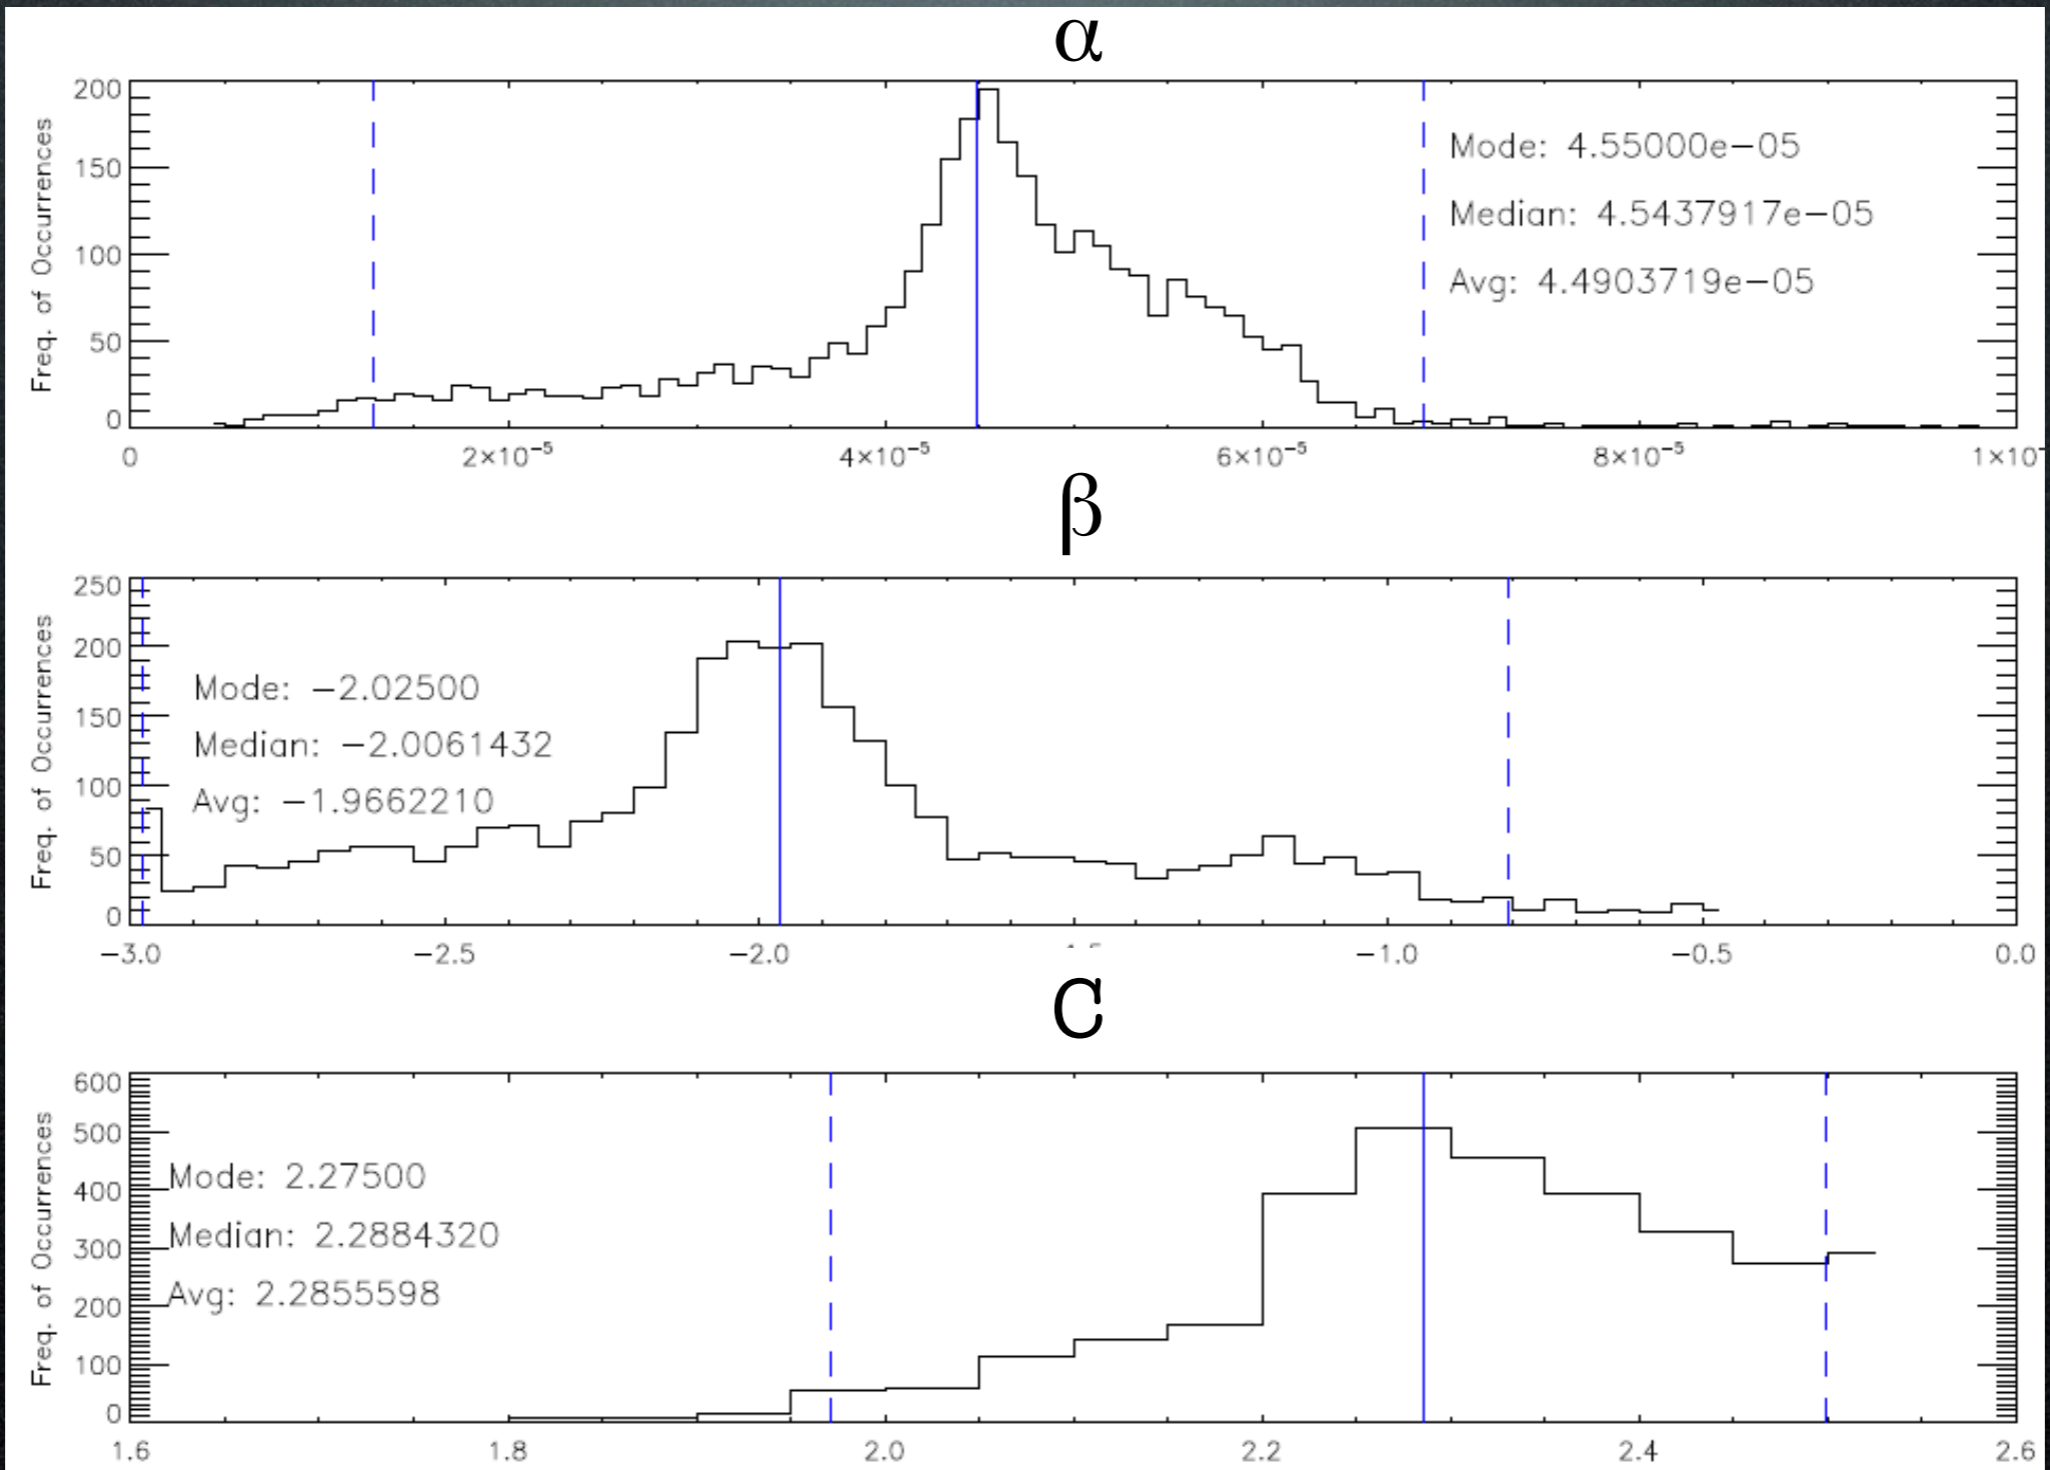 α
Freq. of Occurrences
200
150
100
50
0
Mode: 4.55000e−05
Median: 4.5437917e−05
Avg: 4.4903719e−05
0 2×10⁻⁵ 4×10⁻⁵ 6×10⁻⁵ 8×10⁻⁵ 1×10
β
Freq. of Occurrences
250
200
150
100
50
0
Mode: −2.02500
Median: −2.0061432
Avg: −1.9662210
−3.0 −2.5 −2.0 −1.0 −0.5 0.0
C
Freq. of Occurrences
600
500
400
300
200
100
0
Mode: 2.27500
Median: 2.2884320
Avg: 2.2855598
1.6 1.8 2.0 2.2 2.4 2.6